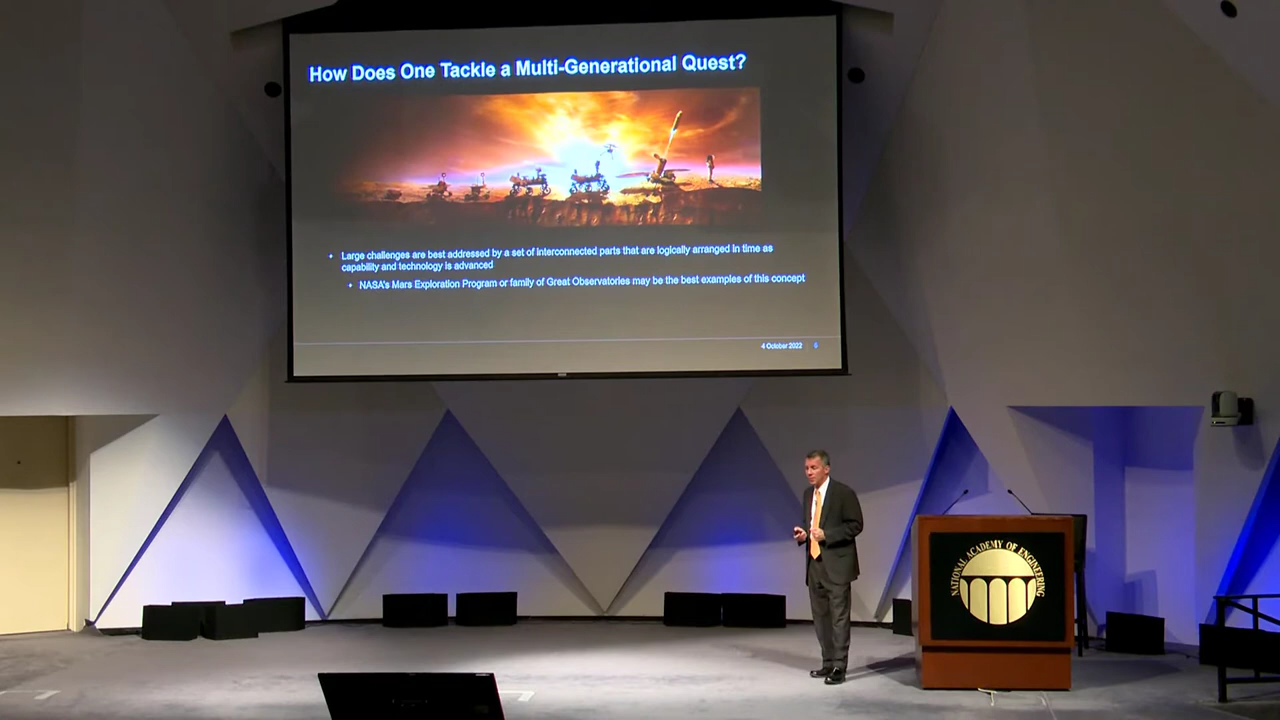 How Does One Tackle a Multi-Generational Quest?
• Large challenges are best addressed by a set of interconnected parts that are logically arranged in time as
capability and technology is advanced
• NASA's Mars Exploration Program or family of Great Observatories may be the best examples of this concept
4 October 2022 6
NATIONAL ACADEMY OF ENGINEERING